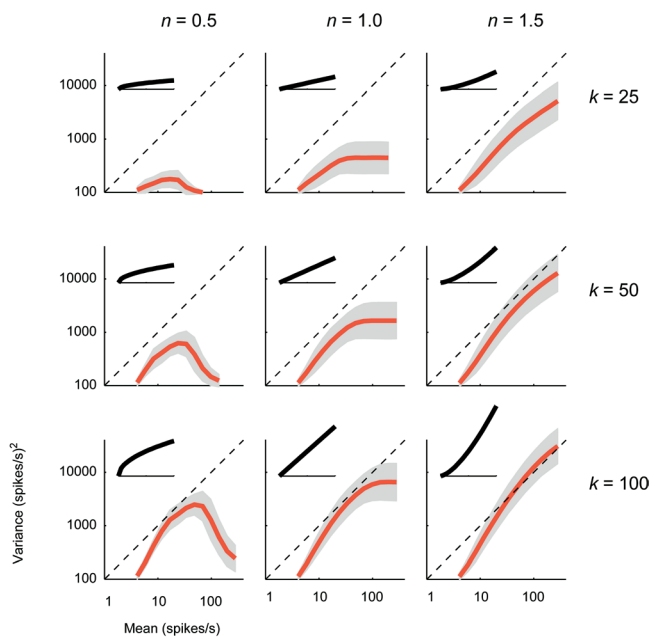 n = 0.5 n = 1.0 n = 1.5
10000
1000
100
k = 25
10000
1000
100
k = 50
10000
1000
100
k = 100
Variance (spikes/s)2
1 10 100 1 10 100 1 10 100
Mean (spikes/s)